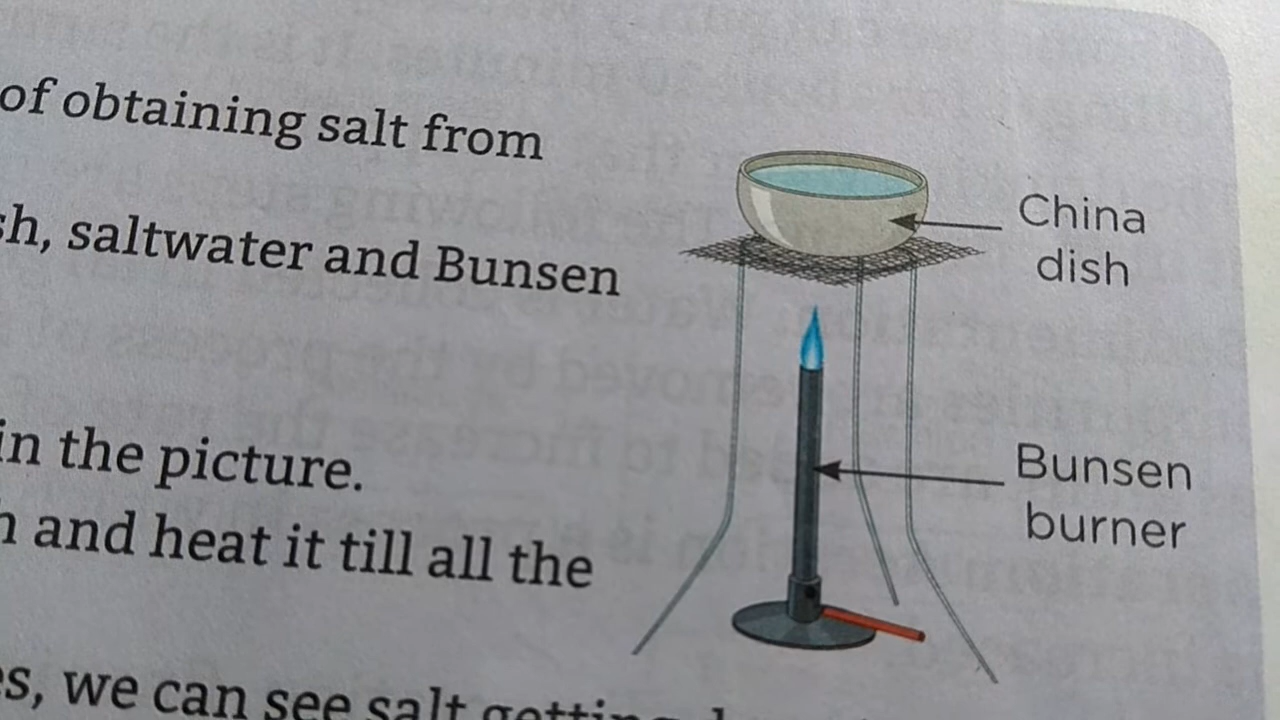 of obtaining salt from
sh, saltwater and Bunsen
in the picture.
and heat it till all the
we can see salt
China
dish
Bunsen
burner